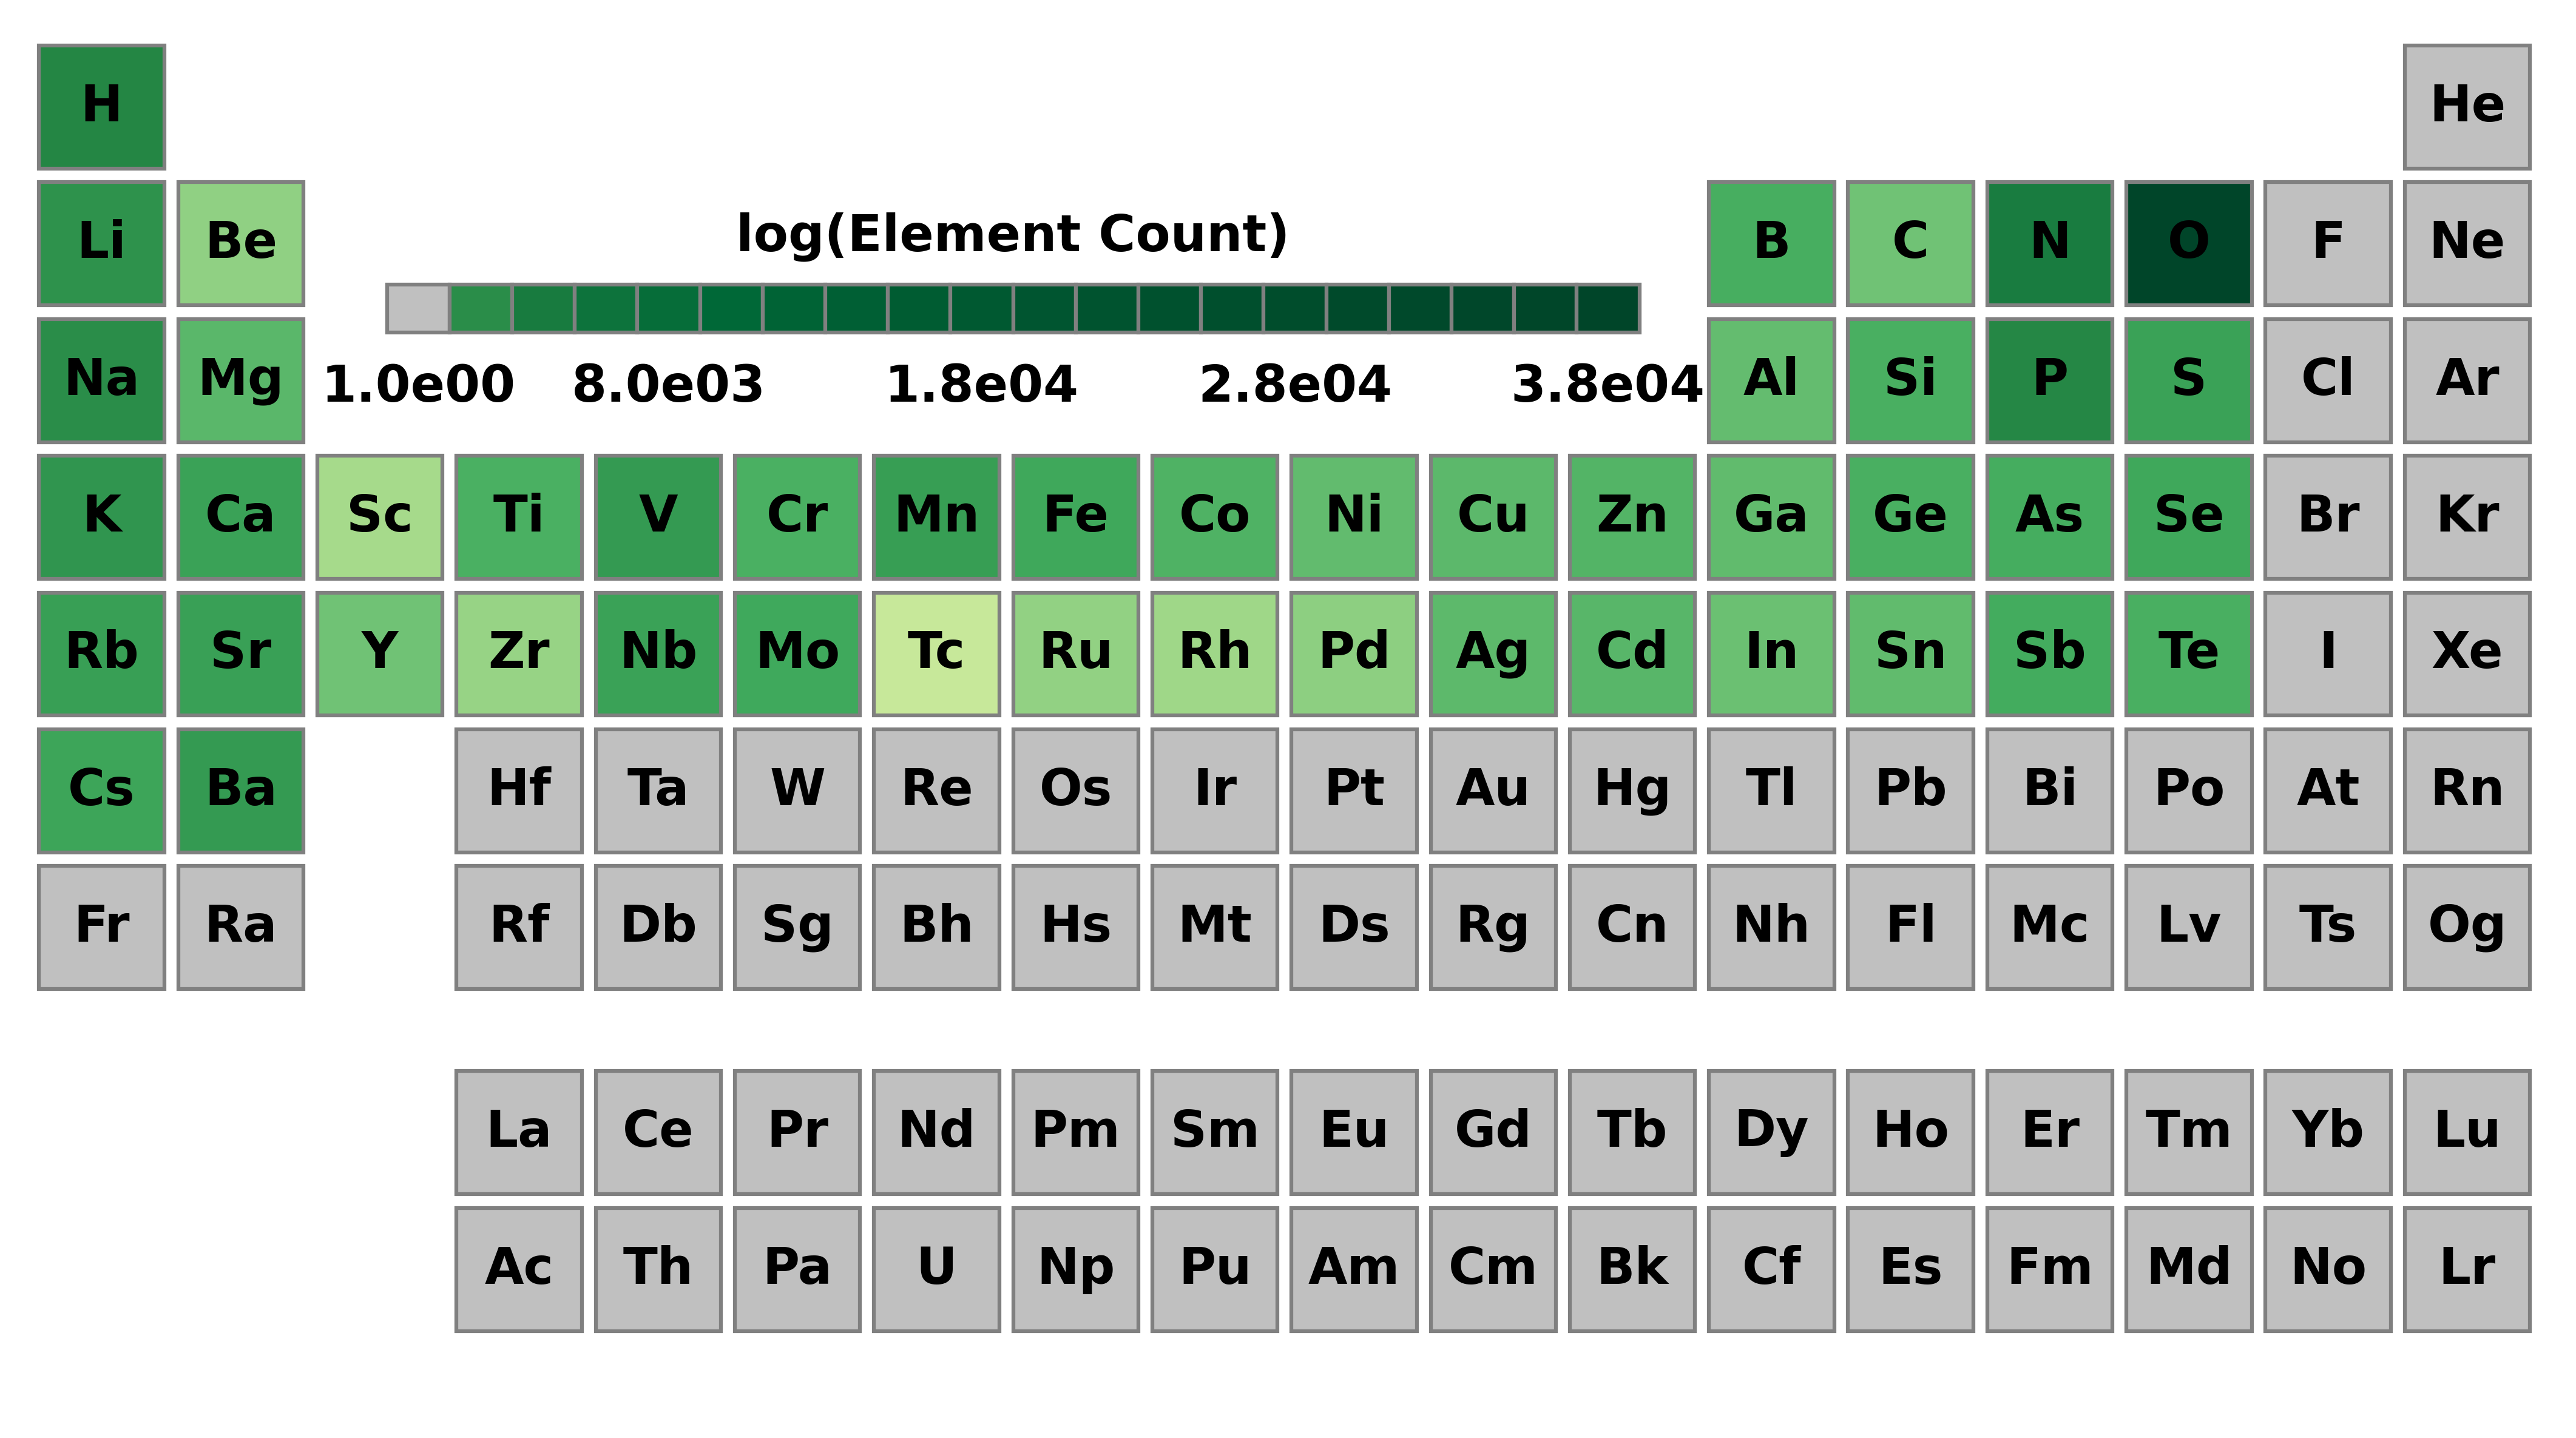 H He
Li Be B C N O F Ne
log(Element Count)
Na Mg Al Si P S Cl Ar
1.0e00 8.0e03 1.8e04 2.8e04 3.8e04
K Ca Sc Ti V Cr Mn Fe Co Ni Cu Zn Ga Ge As Se Br Kr
Rb Sr Y Zr Nb Mo Tc Ru Rh Pd Ag Cd In Sn Sb Te I Xe
Cs Ba Hf Ta W Re Os Ir Pt Au Hg Tl Pb Bi Po At Rn
Fr Ra Rf Db Sg Bh Hs Mt Ds Rg Cn Nh Fl Mc Lv Ts Og
La Ce Pr Nd Pm Sm Eu Gd Tb Dy Ho Er Tm Yb Lu
Ac Th Pa U Np Pu Am Cm Bk Cf Es Fm Md No Lr